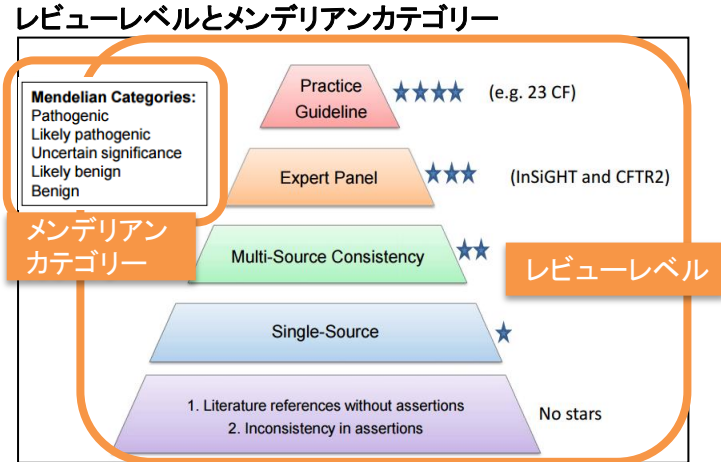 レビューレベルとメンデリアンカテゴリー
Mendelian Categories:
Pathogenic
Likely pathogenic
Uncertain significance
Likely benign
Benign
メンデリアン
カテゴリー
Practice
Guideline
(e.g. 23 CF)
Expert Panel
(InSiGHT and CFTR2)
Multi-Source Consistency
レビューレベル
Single-Source
1. Literature references without assertions
2. Inconsistency in assertions
No stars